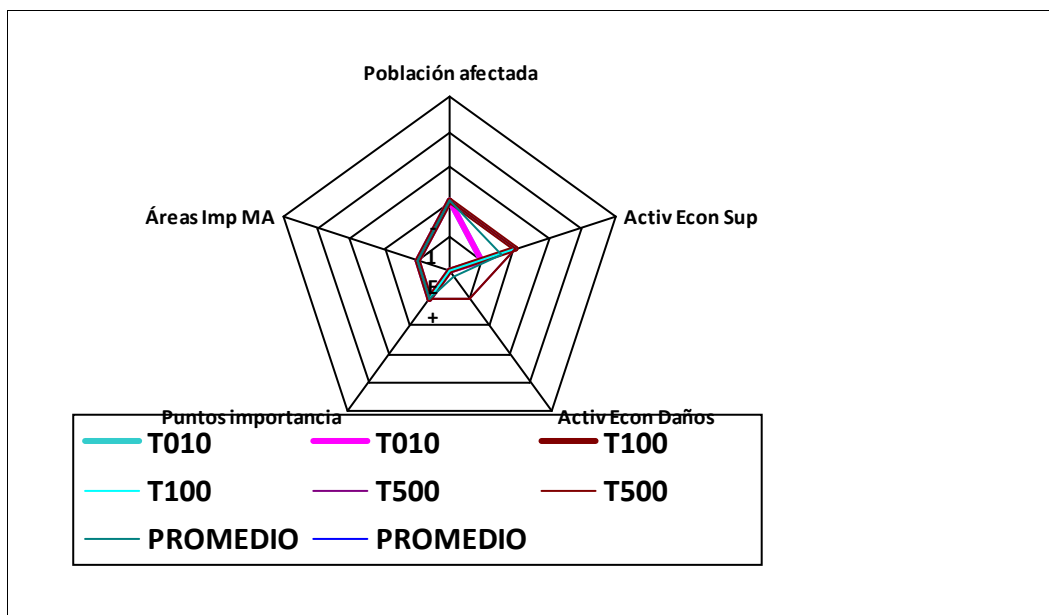 Población afectada
Áreas Imp MA
Activ Econ Sup
-
1
E
+
Puntos importancia
Activ Econ Daños
T010 T010 T100
T100 T500 T500
PROMEDIO PROMEDIO